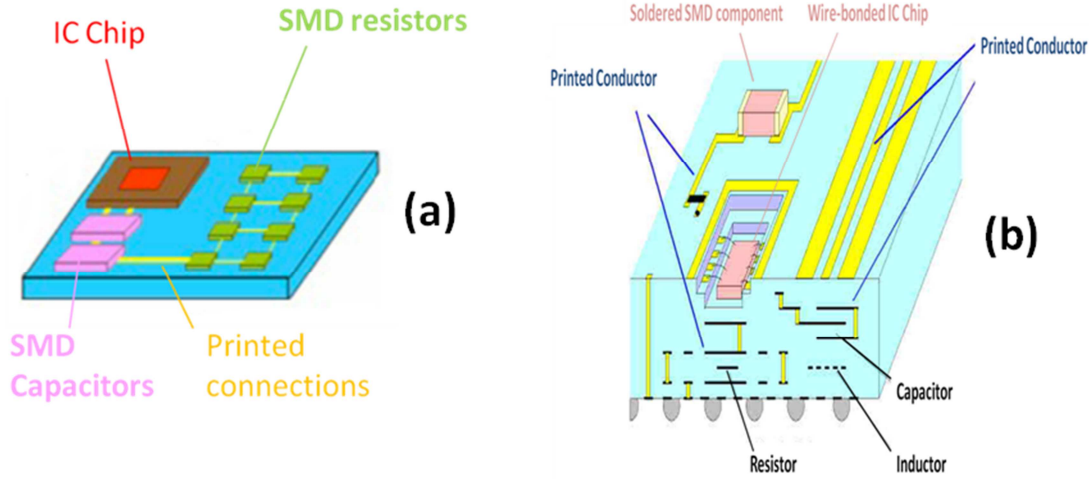 IC Chip
SMD resistors
(a)
SMD
Capacitors
Printed
connections
Soldered SMD component
Wire-bonded IC Chip
Printed Conductor
Printed Conductor
(b)
Capacitor
Resistor
Inductor